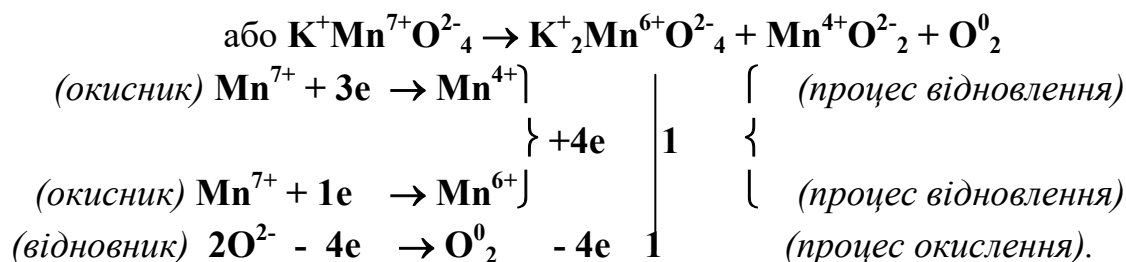 або K⁺Mn⁷⁺O²⁻₄ → K⁺₂Mn⁶⁺O²⁻₄ + Mn⁴⁺O²⁻₂ + O⁰₂
(окисник) Mn⁷⁺ + 3e → Mn⁴⁺ (процес відновлення)
+4e 1
(окисник) Mn⁷⁺ + 1e → Mn⁶⁺ (процес відновлення)
(відновник) 2O²⁻ - 4e → O⁰₂ - 4e 1 (процес окислення).